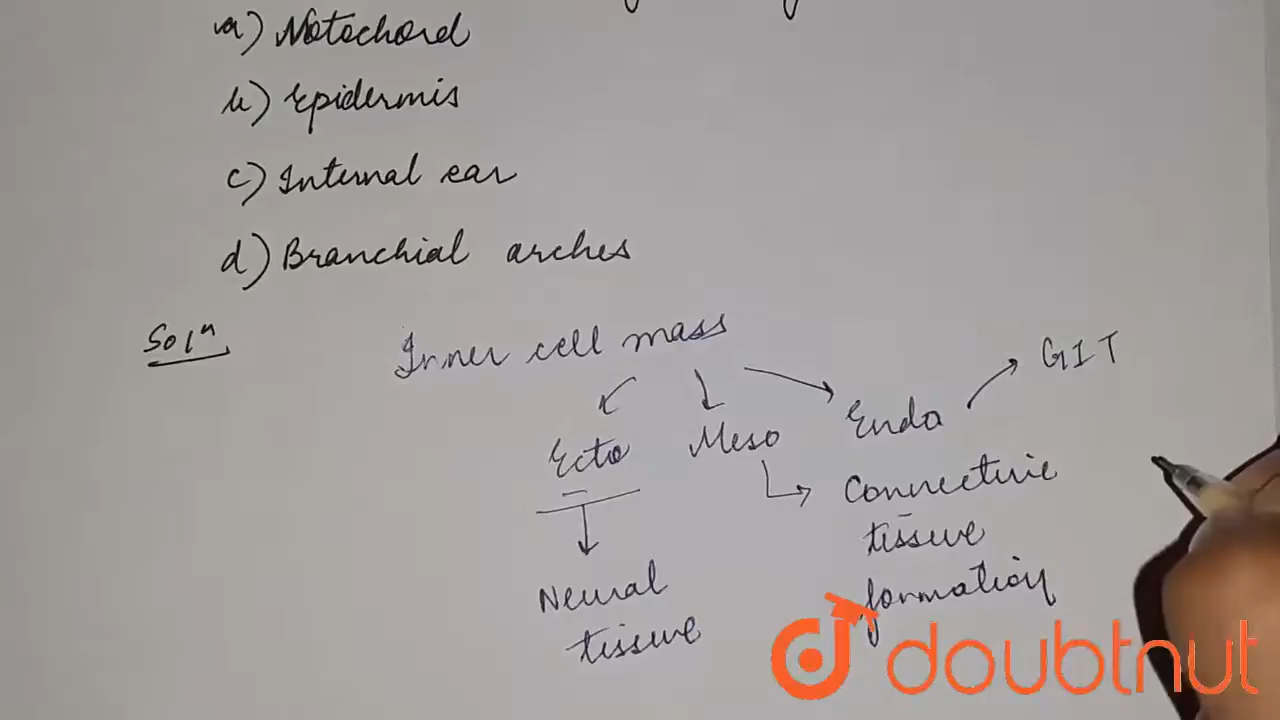 a) Notochord
b) Epidermis
c) Internal ear
d) Branchial arches
Solⁿ
Inner cell mass
GIT
Ecto Meso Endo
Connective
tissue
formation
Neural
tissue
doubtnut